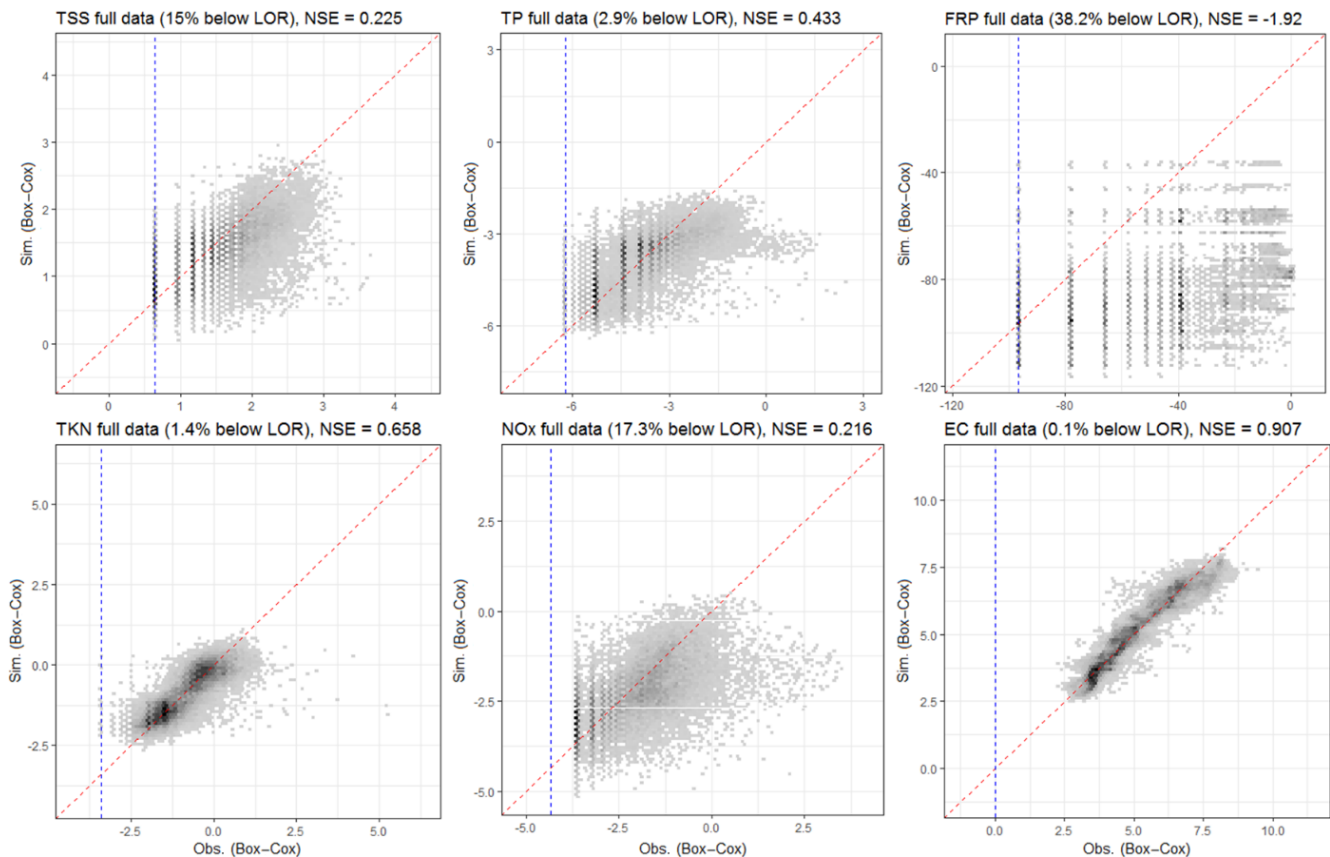 TSS full data (15% below LOR), NSE = 0.225
TP full data (2.9% below LOR), NSE = 0.433
FRP full data (38.2% below LOR), NSE = -1.92
4
3
2
1
0
Sim. (Box-Cox)
0 1 2 3 4
3
0
-3
-6
Sim. (Box-Cox)
-6 -3 0 3
0
-40
-80
-120
Sim. (Box-Cox)
-120 -80 -40 0
TKN full data (1.4% below LOR), NSE = 0.658
NOx full data (17.3% below LOR), NSE = 0.216
EC full data (0.1% below LOR), NSE = 0.907
5.0
2.5
0.0
-2.5
Sim. (Box-Cox)
-2.5 0.0 2.5 5.0
Obs. (Box-Cox)
2.5
0.0
-2.5
-5.0
Sim. (Box-Cox)
-5.0 -2.5 0.0 2.5
Obs. (Box-Cox)
10.0
7.5
5.0
2.5
0.0
Sim. (Box-Cox)
0.0 2.5 5.0 7.5 10.0
Obs. (Box-Cox)